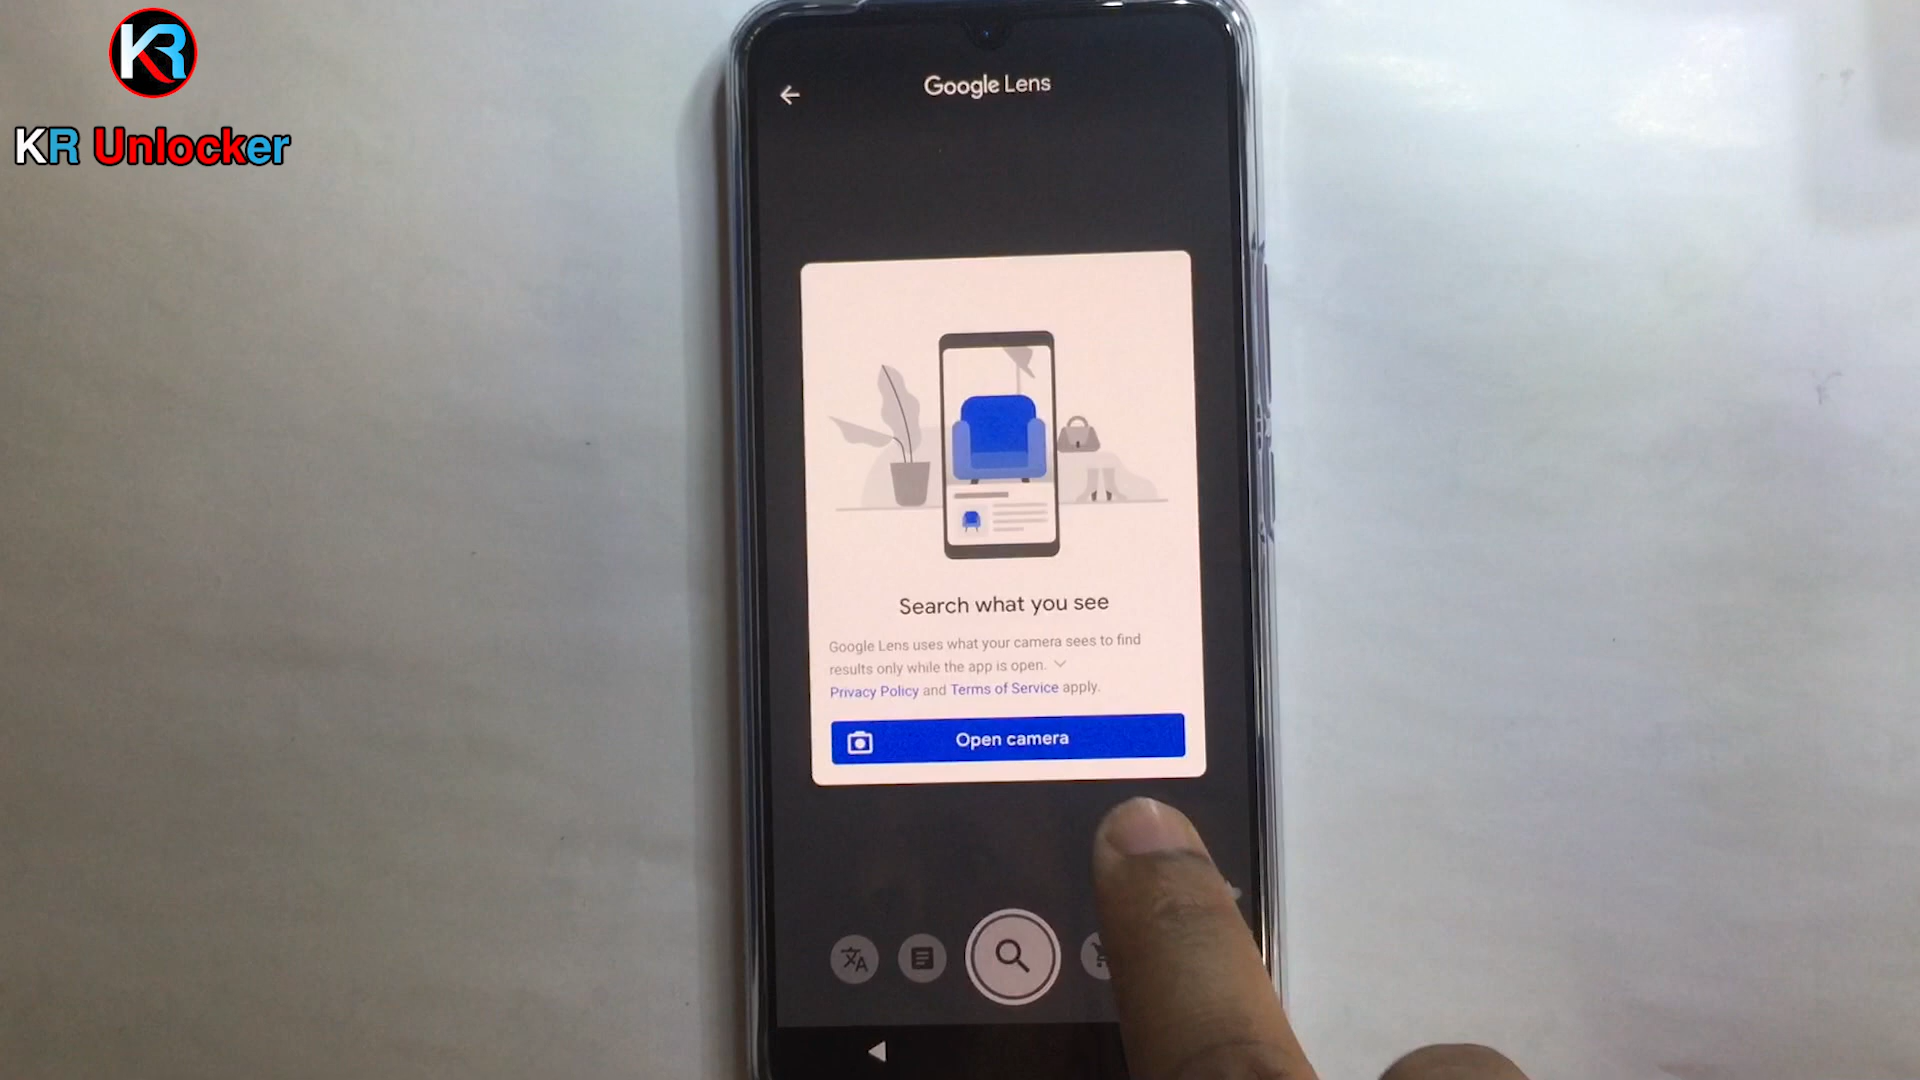 KR
KR Unlocker
Google Lens
Search what you see
Google Lens uses what your camera sees to find
results only while the app is open.
Privacy Policy and Terms of Service apply.
Open camera